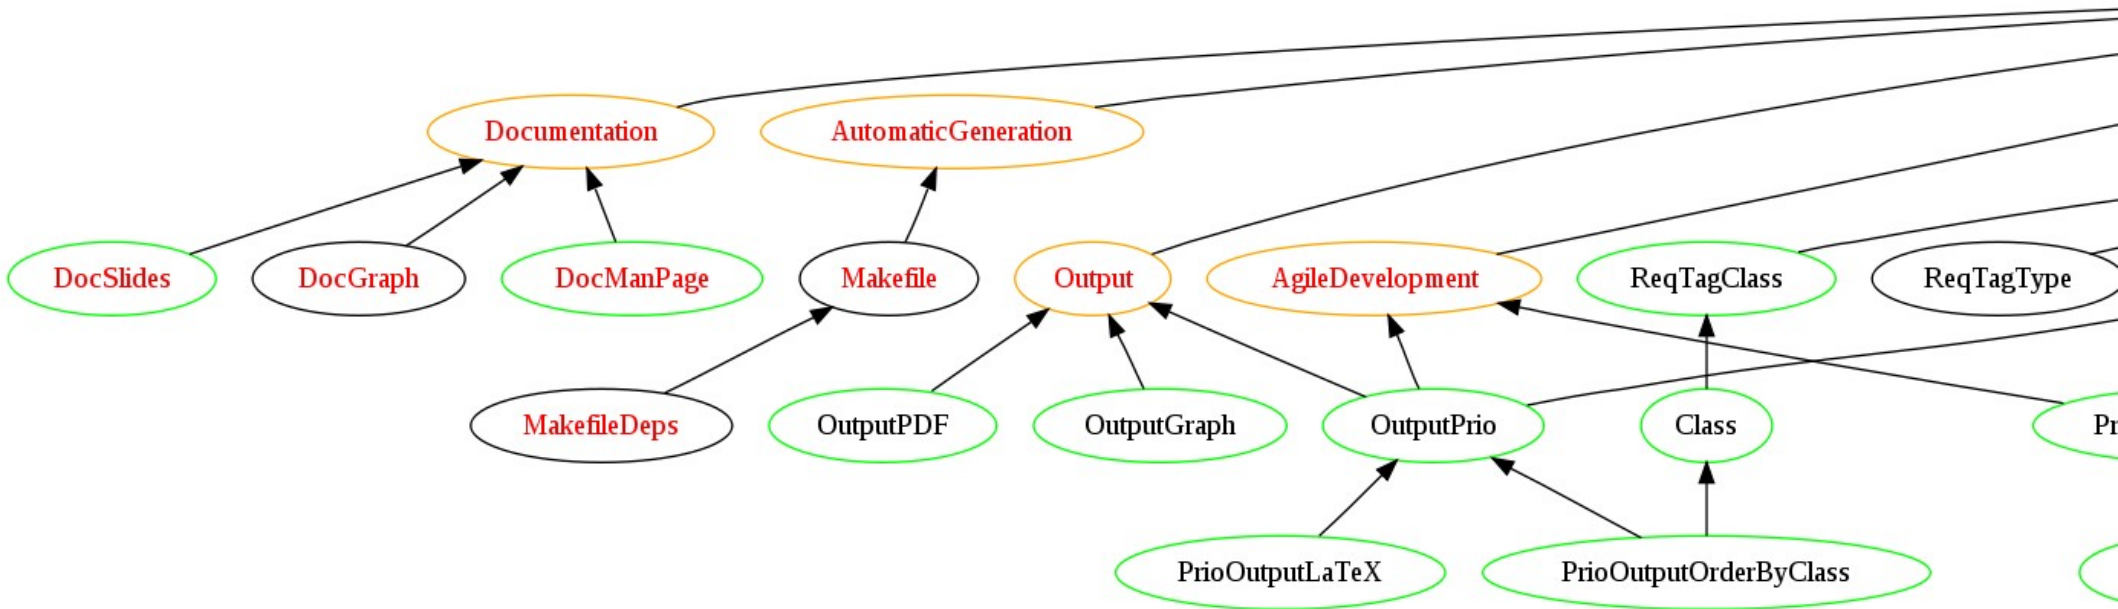 Documentation
AutomaticGeneration
DocSlides
DocGraph
DocManPage
Makefile
Output
AgileDevelopment
ReqTagClass
ReqTagType
MakefileDeps
OutputPDF
OutputGraph
OutputPrio
Class
PrioOutputLaTeX
PrioOutputOrderByClass